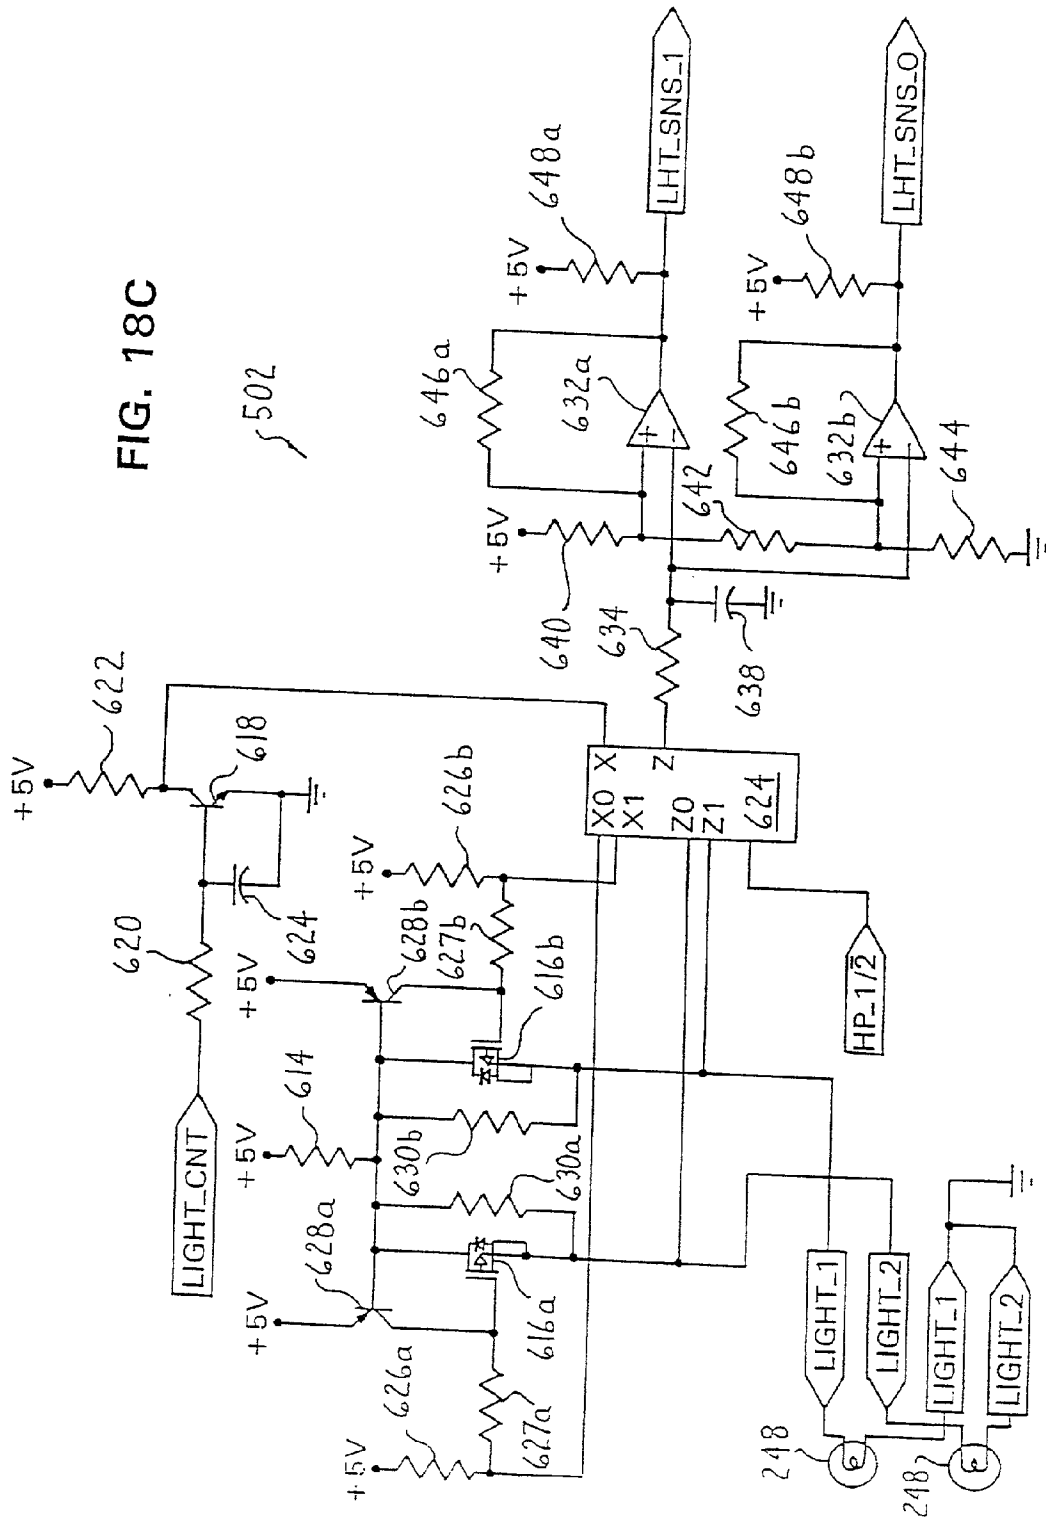 FIG. 18C
502
+5V
622
618
620
624
LIGHT_CNT
+5V
614
+5V
628a
+5V
626a
+5V
627a
616a
630a
630b
616b
628b
627b
+5V
626b
X0
X1
X
Z0
Z1
Z
624
HP_1/2̅
634
638
640
+5V
642
644
646a
632a
+
-
+5V
648a
LHT_SNS_1
646b
632b
+
-
+5V
648b
LHT_SNS_0
LIGHT_1
LIGHT_2
LIGHT_1
LIGHT_2
248
248